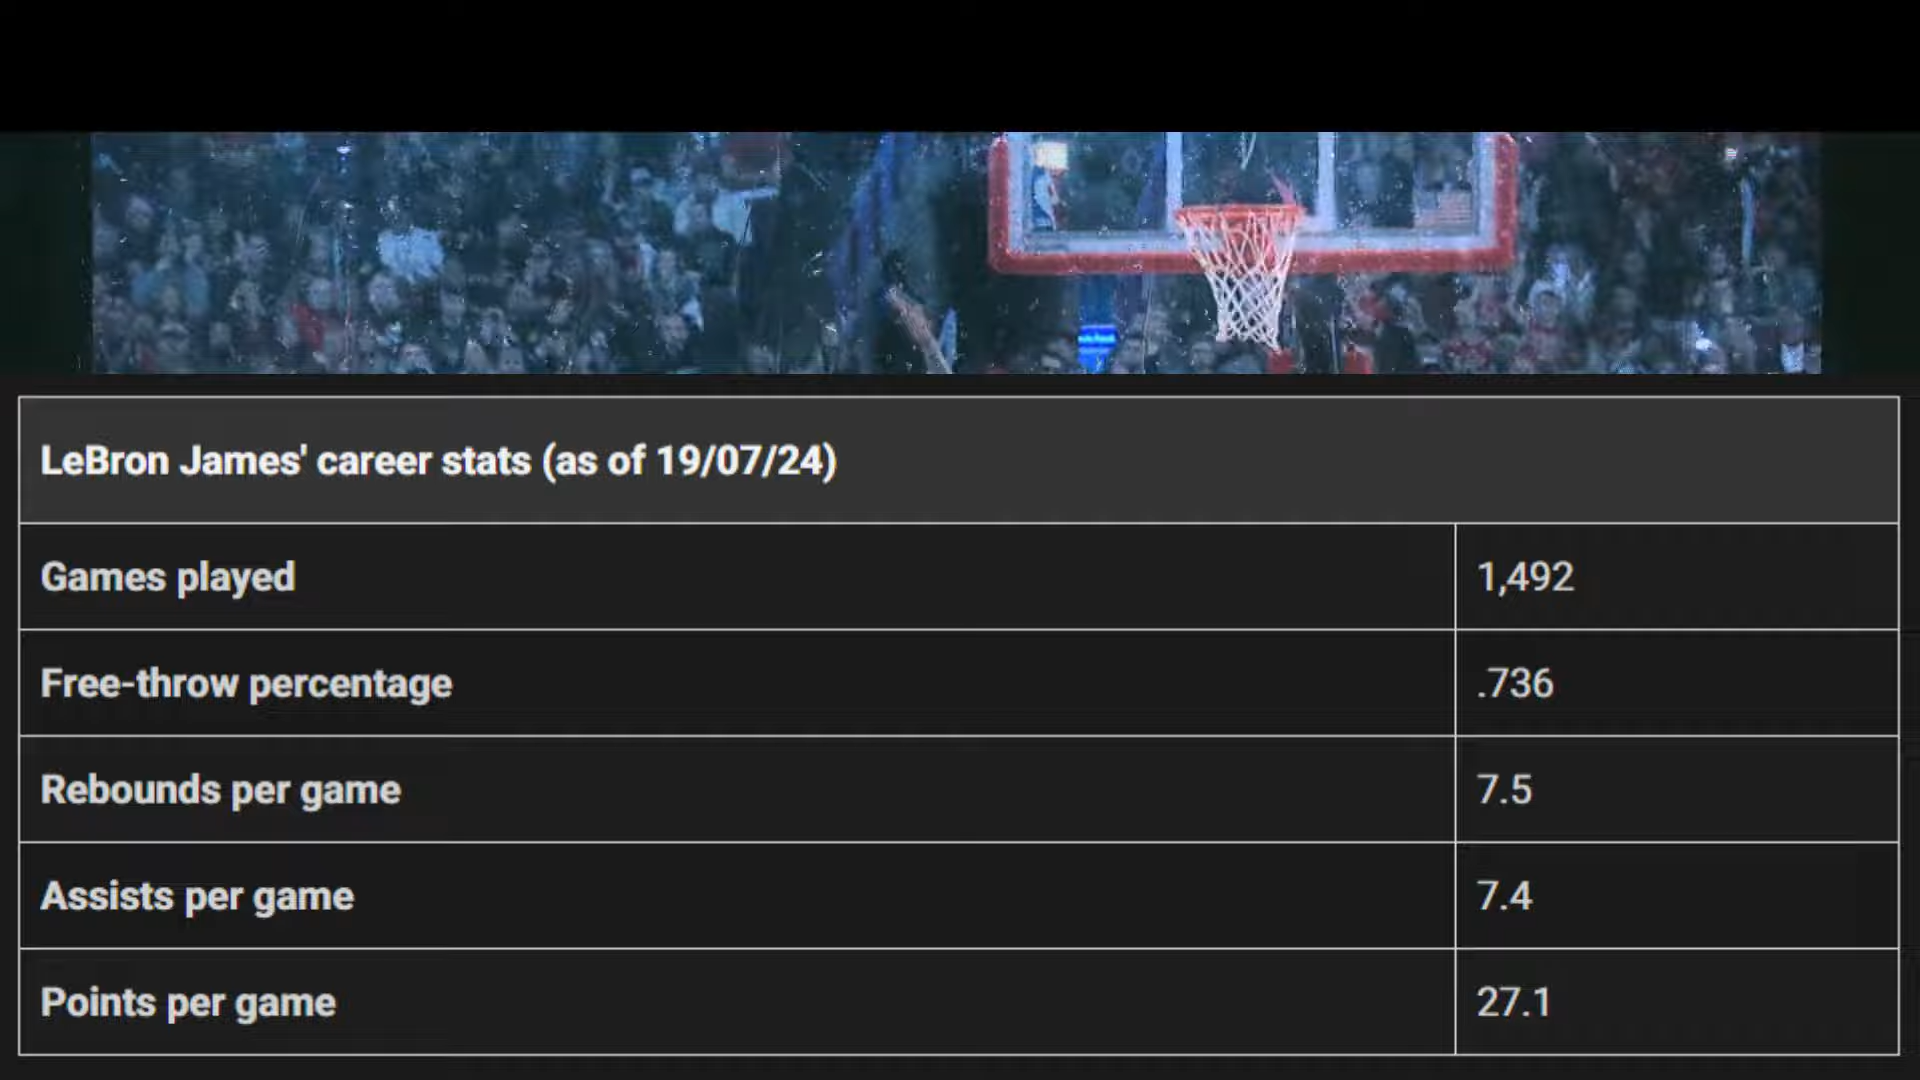 LeBron James' career stats (as of 19/07/24)
Games played 1,492
Free-throw percentage .736
Rebounds per game 7.5
Assists per game 7.4
Points per game 27.1